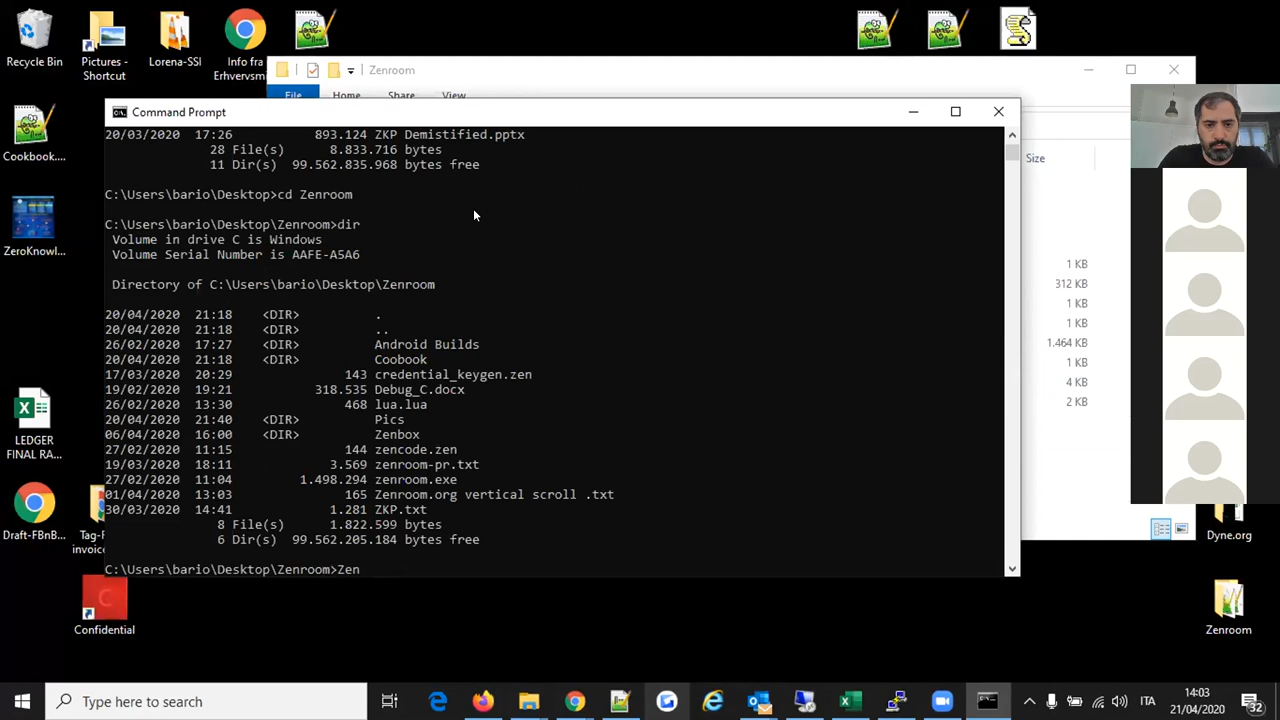 Recycle Bin
Pictures -
Shortcut
Lorena-SSI
Info fra
Erhvervsm...
Zenroom
File
Home
Share
View
Command Prompt
Size
Cookbook....
ZeroKnowl...
20/03/2020  17:26           893.124 ZKP Demistified.pptx
28 File(s)      8.833.716 bytes
11 Dir(s)  99.562.835.968 bytes free
C:\Users\bario\Desktop>cd Zenroom
C:\Users\bario\Desktop\Zenroom>dir
Volume in drive C is Windows
Volume Serial Number is AAFE-A5A6
Directory of C:\Users\bario\Desktop\Zenroom
20/04/2020  21:18    <DIR>          .
20/04/2020  21:18    <DIR>          ..
26/02/2020  17:27    <DIR>          Android Builds
20/04/2020  21:18    <DIR>          Coobook
17/03/2020  20:29               143 credential_keygen.zen
19/02/2020  19:21           318.535 Debug_C.docx
26/02/2020  13:30               468 lua.lua
20/04/2020  21:40    <DIR>          Pics
06/04/2020  16:00    <DIR>          Zenbox
27/02/2020  11:15               144 zencode.zen
19/03/2020  18:11             3.569 zenroom-pr.txt
27/02/2020  11:04         1.498.294 zenroom.exe
01/04/2020  13:03               165 Zenroom.org vertical scroll .txt
30/03/2020  14:41             1.281 ZKP.txt
8 File(s)      1.822.599 bytes
6 Dir(s)  99.562.205.184 bytes free
C:\Users\bario\Desktop\Zenroom>Zen
1 KB
312 KB
1 KB
1 KB
1.464 KB
1 KB
4 KB
2 KB
LEDGER
FINAL RA...
Draft-FBnB...
Tag-F
invoice
Confidential
Dyne.org
Zenroom
Type here to search
ITA
14:03
21/04/2020
32